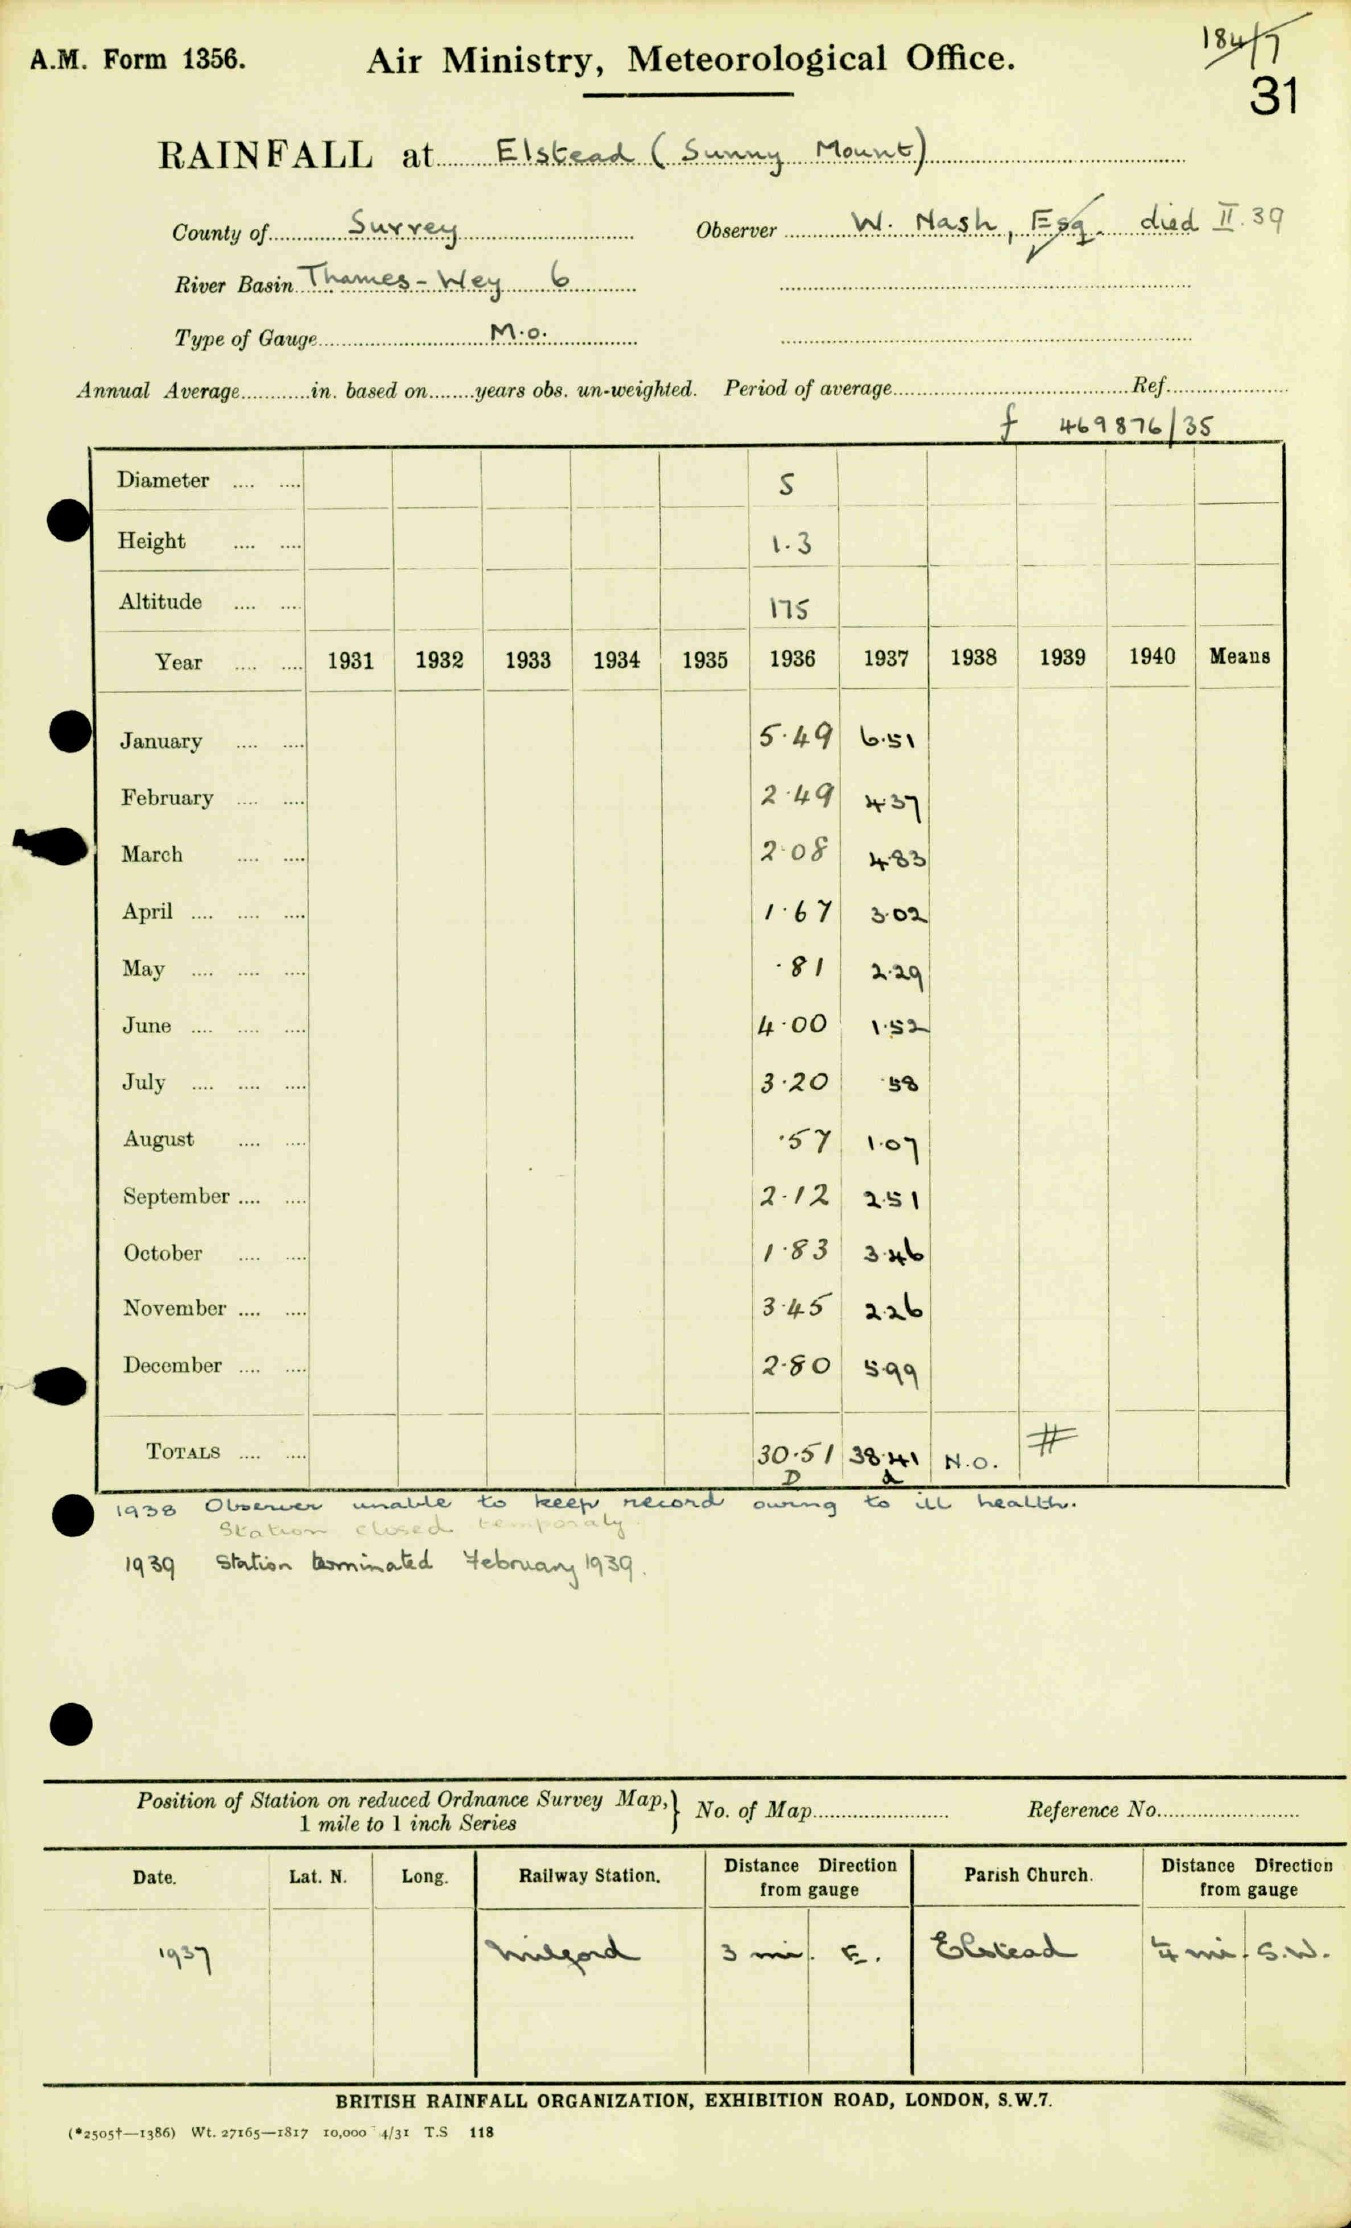 A.M. Form 1356. Air Ministry, Meteorological Office. 184/7
31
RAINFALL at Elstead (Sunny Mount)
County of Surrey Observer W. Nash, Esq. died II.39
River Basin Thames-Wey 6
Type of Gauge M.O.
Annual Average in. based on years obs. un-weighted. Period of average Ref.
f 469876/35
Diameter .... .... 5
Height .... .... 1.3
Altitude .... .... 175
Year .... .... 1931 1932 1933 1934 1935 1936 1937 1938 1939 1940 Means
January .... .... 5.49 6.51
February .... .... 2.49 4.37
March .... .... 2.08 4.83
April .... .... .... 1.67 3.02
May .... .... .... .81 2.29
June .... .... .... 4.00 1.52
July .... .... .... 3.20 .58
August .... .... .57 1.07
September .... .... 2.12 2.51
October .... .... 1.83 3.46
November .... .... 3.45 2.26
December .... .... 2.80 5.99
TOTALS .... .... 30.51 38.41 N.O. #
D d
1938 Observer unable to keep record owing to ill health.
Station closed temporaly
1939 Station terminated February 1939.
Position of Station on reduced Ordnance Survey Map,} No. of Map Reference No.
1 mile to 1 inch Series
Date. Lat. N. Long. Railway Station. Distance Direction Parish Church. Distance Direction
from gauge from gauge
1937 Milford 3 mi. E. Elstead ¼ mi. S.W.
BRITISH RAINFALL ORGANIZATION, EXHIBITION ROAD, LONDON, S.W.7.
(*2505†—1386) Wt. 27165—1817 10,000 4/31 T.S 118